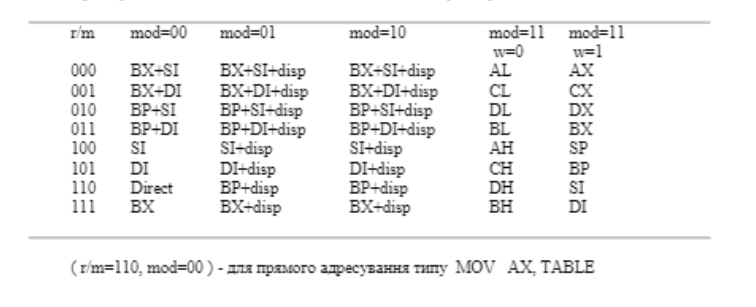 r/m mod=00 mod=01 mod=10 mod=11 mod=11
w=0 w=1
000 BX+SI BX+SI+disp BX+SI+disp AL AX
001 BX+DI BX+DI+disp BX+DI+disp CL CX
010 BP+SI BP+SI+disp BP+SI+disp DL DX
011 BP+DI BP+DI+disp BP+DI+disp BL BX
100 SI SI+disp SI+disp AH SP
101 DI DI+disp DI+disp CH BP
110 Direct BP+disp BP+disp DH SI
111 BX BX+disp BX+disp BH DI
( r/m=110, mod=00 ) - для прямого адресування типу MOV AX, TABLE